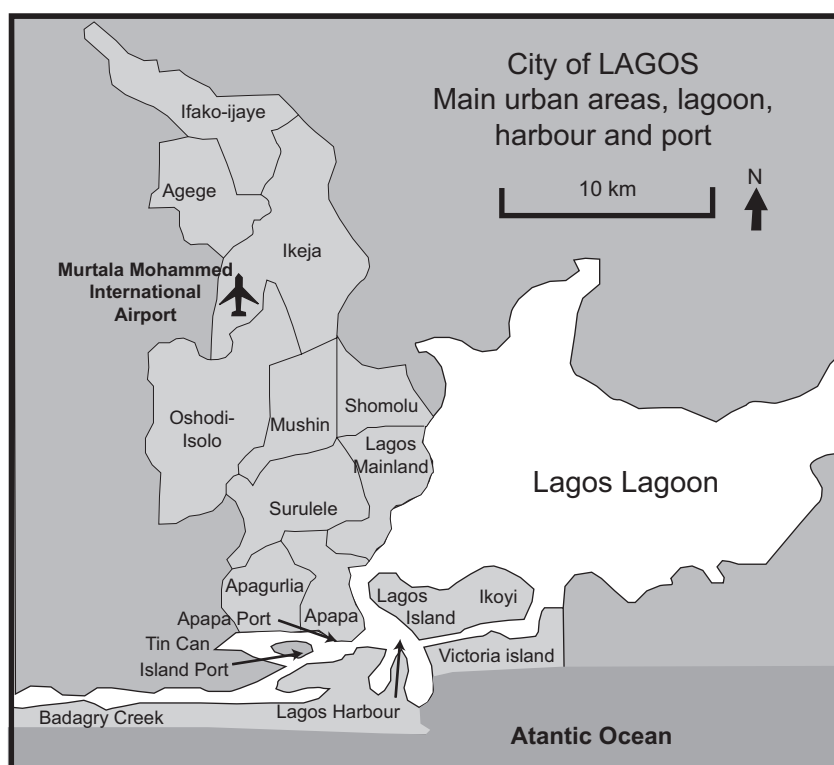 City of LAGOS
Main urban areas, lagoon,
harbour and port
10 km
N
Ifako-ijaye
Agege
Ikeja
Murtala Mohammed
International
Airport
Oshodi-
Isolo
Mushin
Shomolu
Lagos
Mainland
Lagos Lagoon
Surulele
Apagurlia
Apapa
Lagos
Island
Ikoyi
Apapa Port
Tin Can
Island Port
Victoria island
Badagry Creek
Lagos Harbour
Atantic Ocean